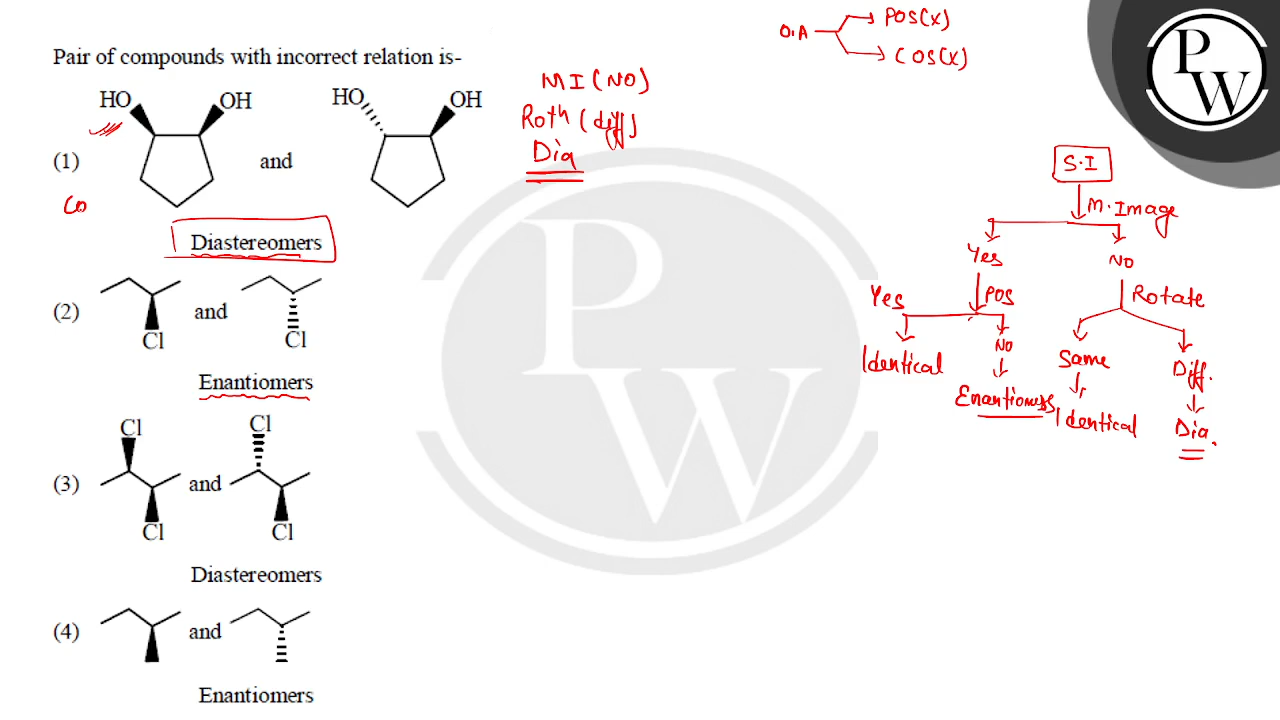 O.A → POS(X)
→ COS(X)
Pair of compounds with incorrect relation is-
HO OH HO OH
(1) and
MI (NO)
Roth (diff)
Dia
Co
Diastereomers
(2) and
Cl Cl
Enantiomers
Cl Cl
(3) and
Cl Cl
Diastereomers
(4) and
Enantiomers
S.I
M.Image
Yes NO
Yes POS Rotate
NO
Identical Same Diff.
Enantiomers Identical Dia.
P
W
P
W